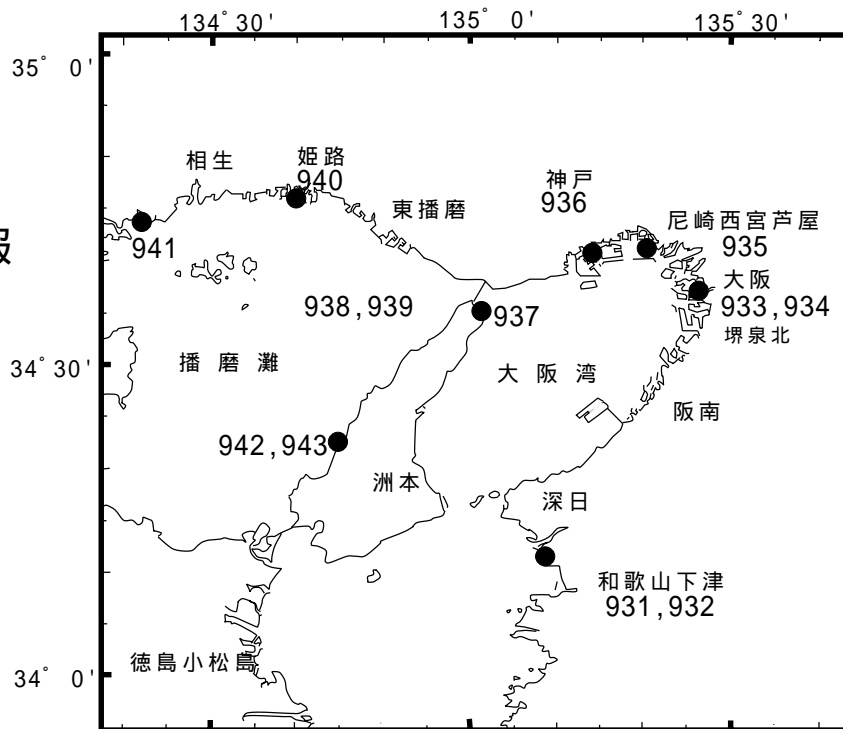 134°30' 135°0' 135°30'
35°0'
相生
姫路
940
神戸
936
東播磨
尼崎西宮芦屋
935
941
報
大阪
933,934
938,939
937
堺泉北
34°30'
播磨灘
大阪湾
阪南
942,943
洲本
深日
和歌山下津
931,932
徳島小松島
34°0'